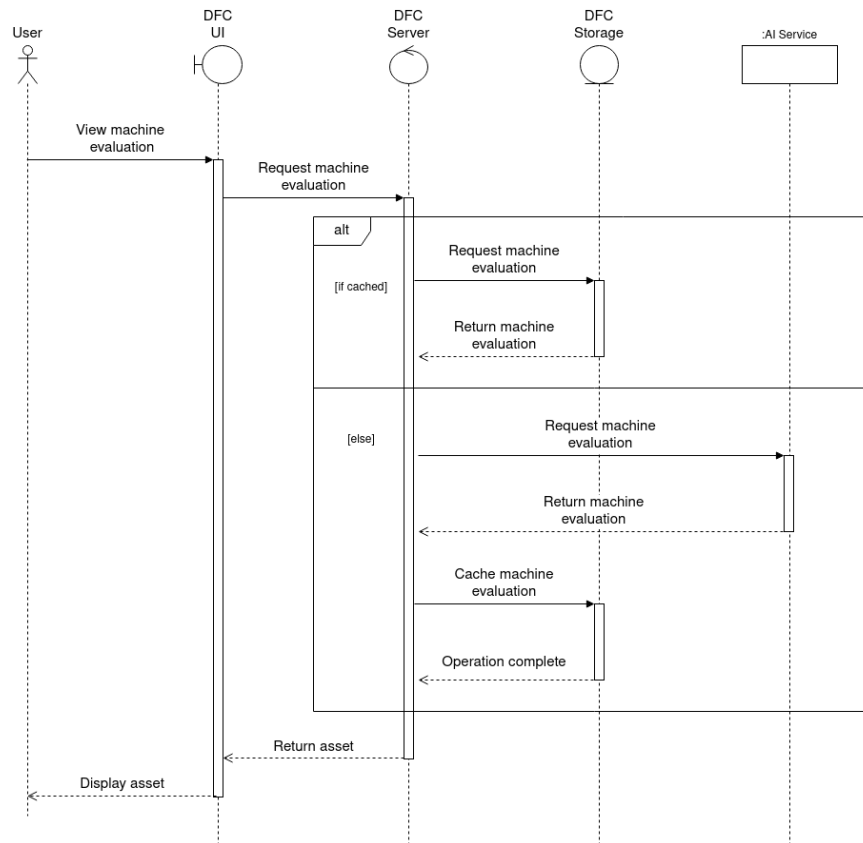 User
DFC
UI
DFC
Server
DFC
Storage
:AI Service
View machine
evaluation
Request machine
evaluation
alt
Request machine
evaluation
[if cached]
Return machine
evaluation
Request machine
evaluation
[else]
Return machine
evaluation
Cache machine
evaluation
Operation complete
Return asset
Display asset